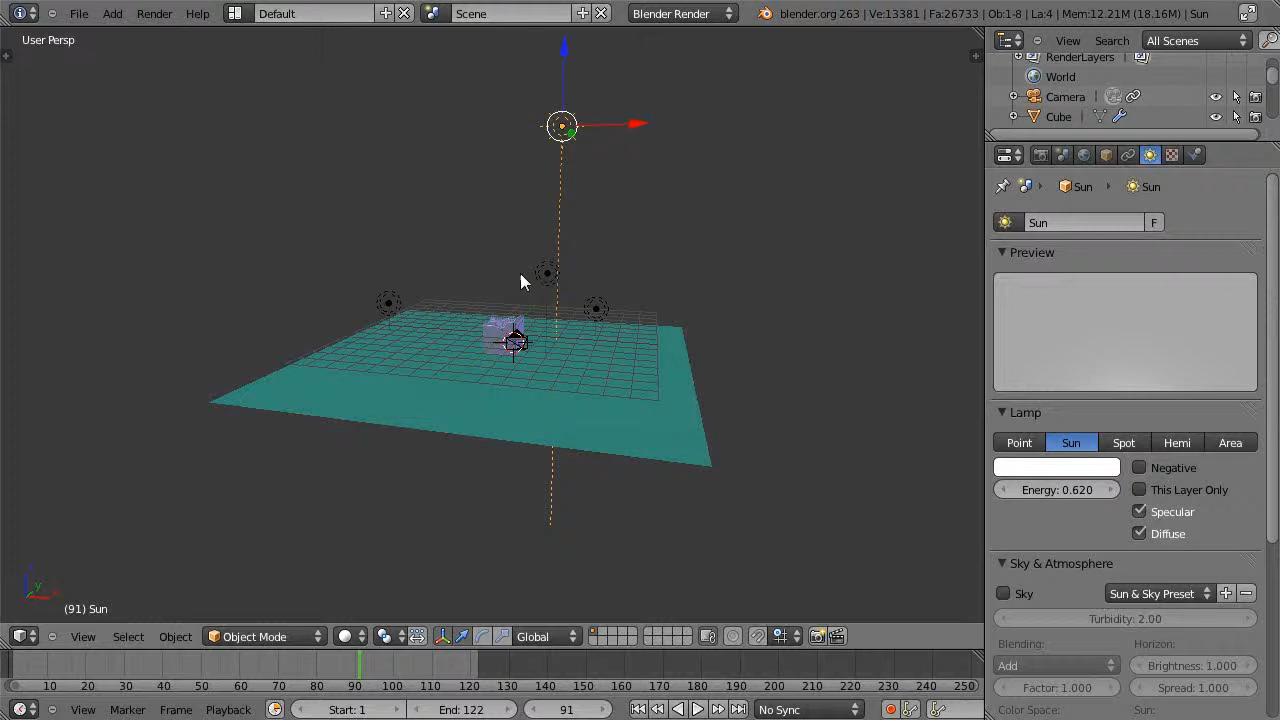 File Add Render Help Default Scene Blender Render blender.org 263 | Ve:13381 | Fa:26733 | Ob:1-8 | La:4 | Mem:12.21M (18.16M) | Sun
User Persp
View Search All Scenes
RenderLayers
World
Camera
Cube
Sun Sun
Sun F
Preview
Lamp
Point Sun Spot Hemi Area
Negative
Energy: 0.620 This Layer Only
Specular
Diffuse
Sky & Atmosphere
Sky Sun & Sky Preset
Turbidity: 2.00
Blending: Horizon:
Add Brightness: 1.000
Factor: 1.000 Spread: 1.000
Color Space: Sun:
z
y
x
(91) Sun
View Select Object Object Mode Global
10 20 30 40 50 60 70 80 90 100 110 120 130 140 150 160 170 180 190 200 210 220 230 240 250
View Marker Frame Playback Start: 1 End: 122 91 No Sync